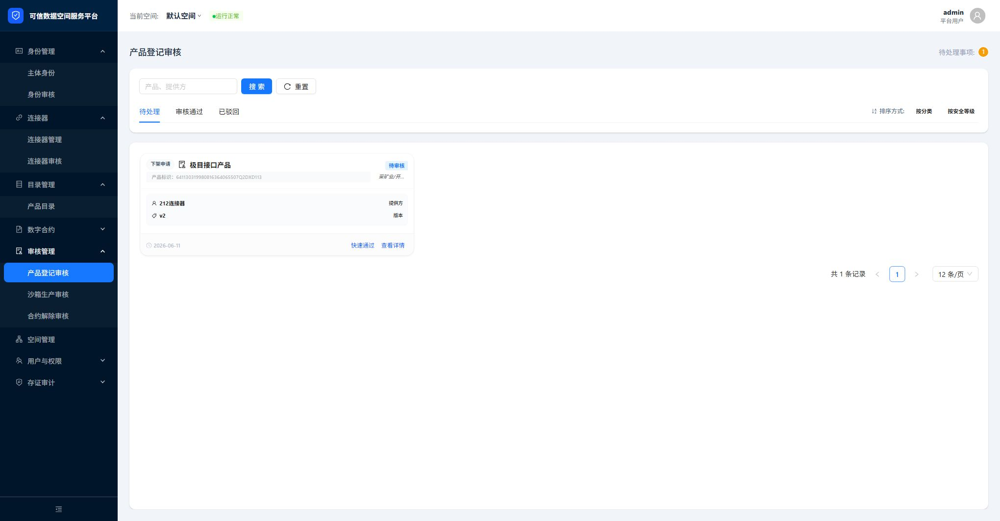 可信数据空间服务平台
当前空间: 默认空间 运行正常
admin
平台用户
身份管理
主体身份
身份审核
连接器
连接器管理
连接器审核
目录管理
产品目录
数字合约
审核管理
产品登记审核
沙箱生产审核
合约解除审核
空间管理
用户与权限
存证审计
产品登记审核
待处理事项: 1
产品、提供方 搜 索 重置
待处理 审核通过 已驳回
排序方式: 按分类 按安全等级
下架申请 极目接口产品 待审核
产品标识: 641130319980816364065507Q2DXD113 采矿业/开...
212连接器 提供方
v2 版本
2026-06-11 快速通过 查看详情
共 1 条记录 < 1 > 12 条/页